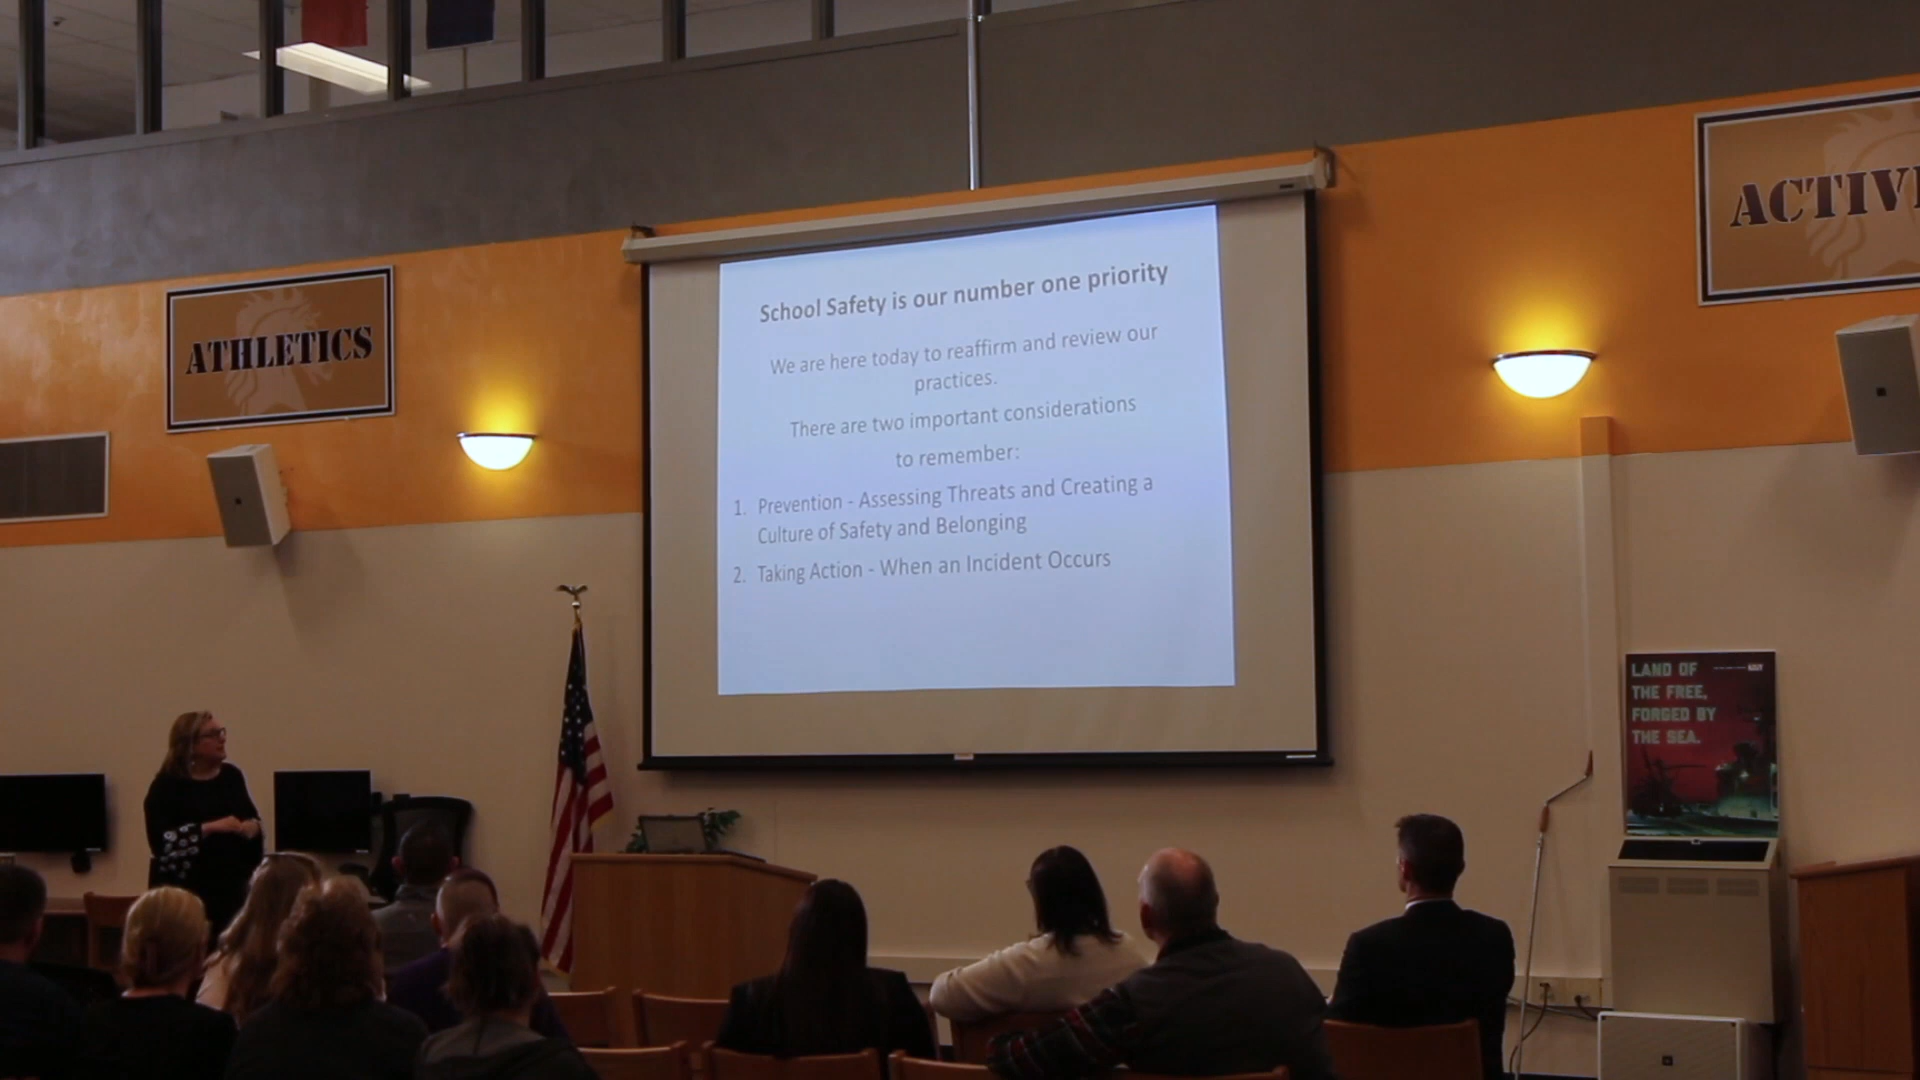 ATHLETICS
School Safety is our number one priority
We are here today to reaffirm and review our
practices.
There are two important considerations
to remember:
1. Prevention - Assessing Threats and Creating a
Culture of Safety and Belonging
2. Taking Action - When an Incident Occurs
ACTIVI
LAND OF
THE FREE,
FORGED BY
THE SEA.